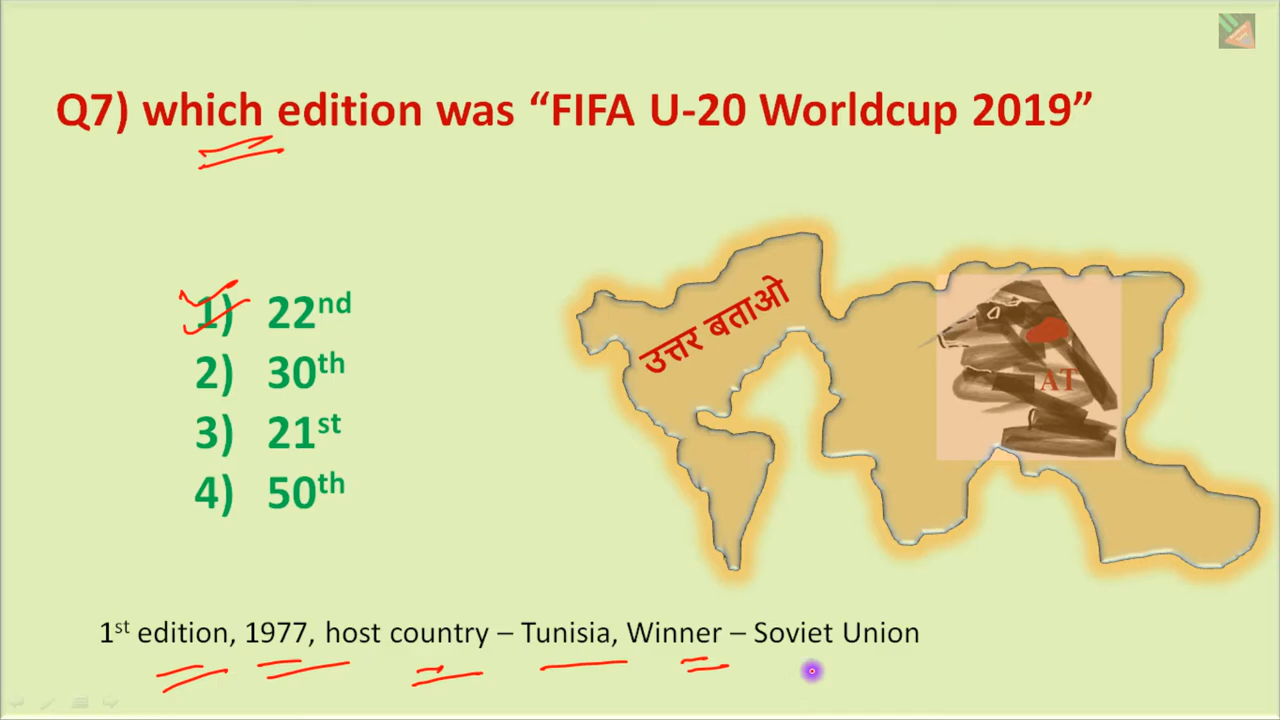 Q7) which edition was “FIFA U-20 Worldcup 2019”
1) 22nd
2) 30th
3) 21st
4) 50th
उत्तर बताओ
AT
1st edition, 1977, host country – Tunisia, Winner – Soviet Union